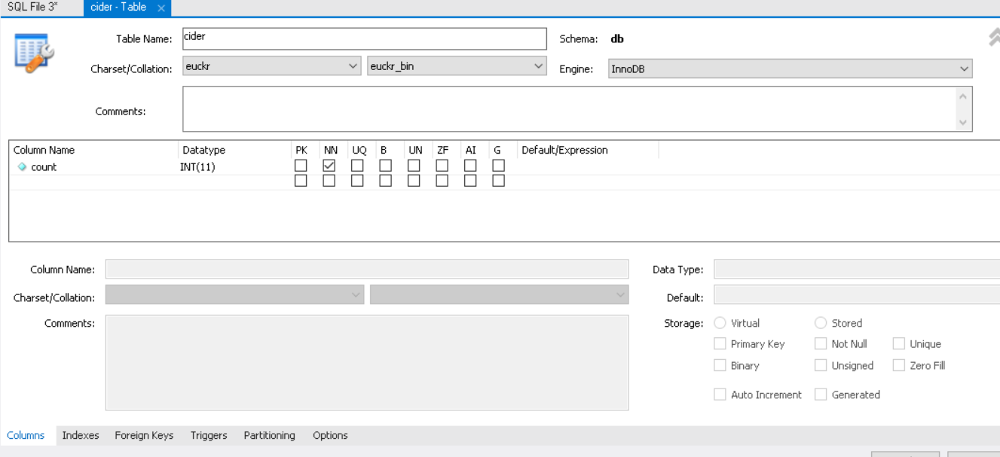 SQL File 3* cider - Table ×
Table Name: cider Schema: db
Charset/Collation: euckr euckr_bin Engine: InnoDB
Comments:
Column Name Datatype PK NN UQ B UN ZF AI G Default/Expression
count INT(11)
Column Name: Data Type:
Charset/Collation: Default:
Comments: Storage: Virtual Stored
Primary Key Not Null Unique
Binary Unsigned Zero Fill
Auto Increment Generated
Columns Indexes Foreign Keys Triggers Partitioning Options